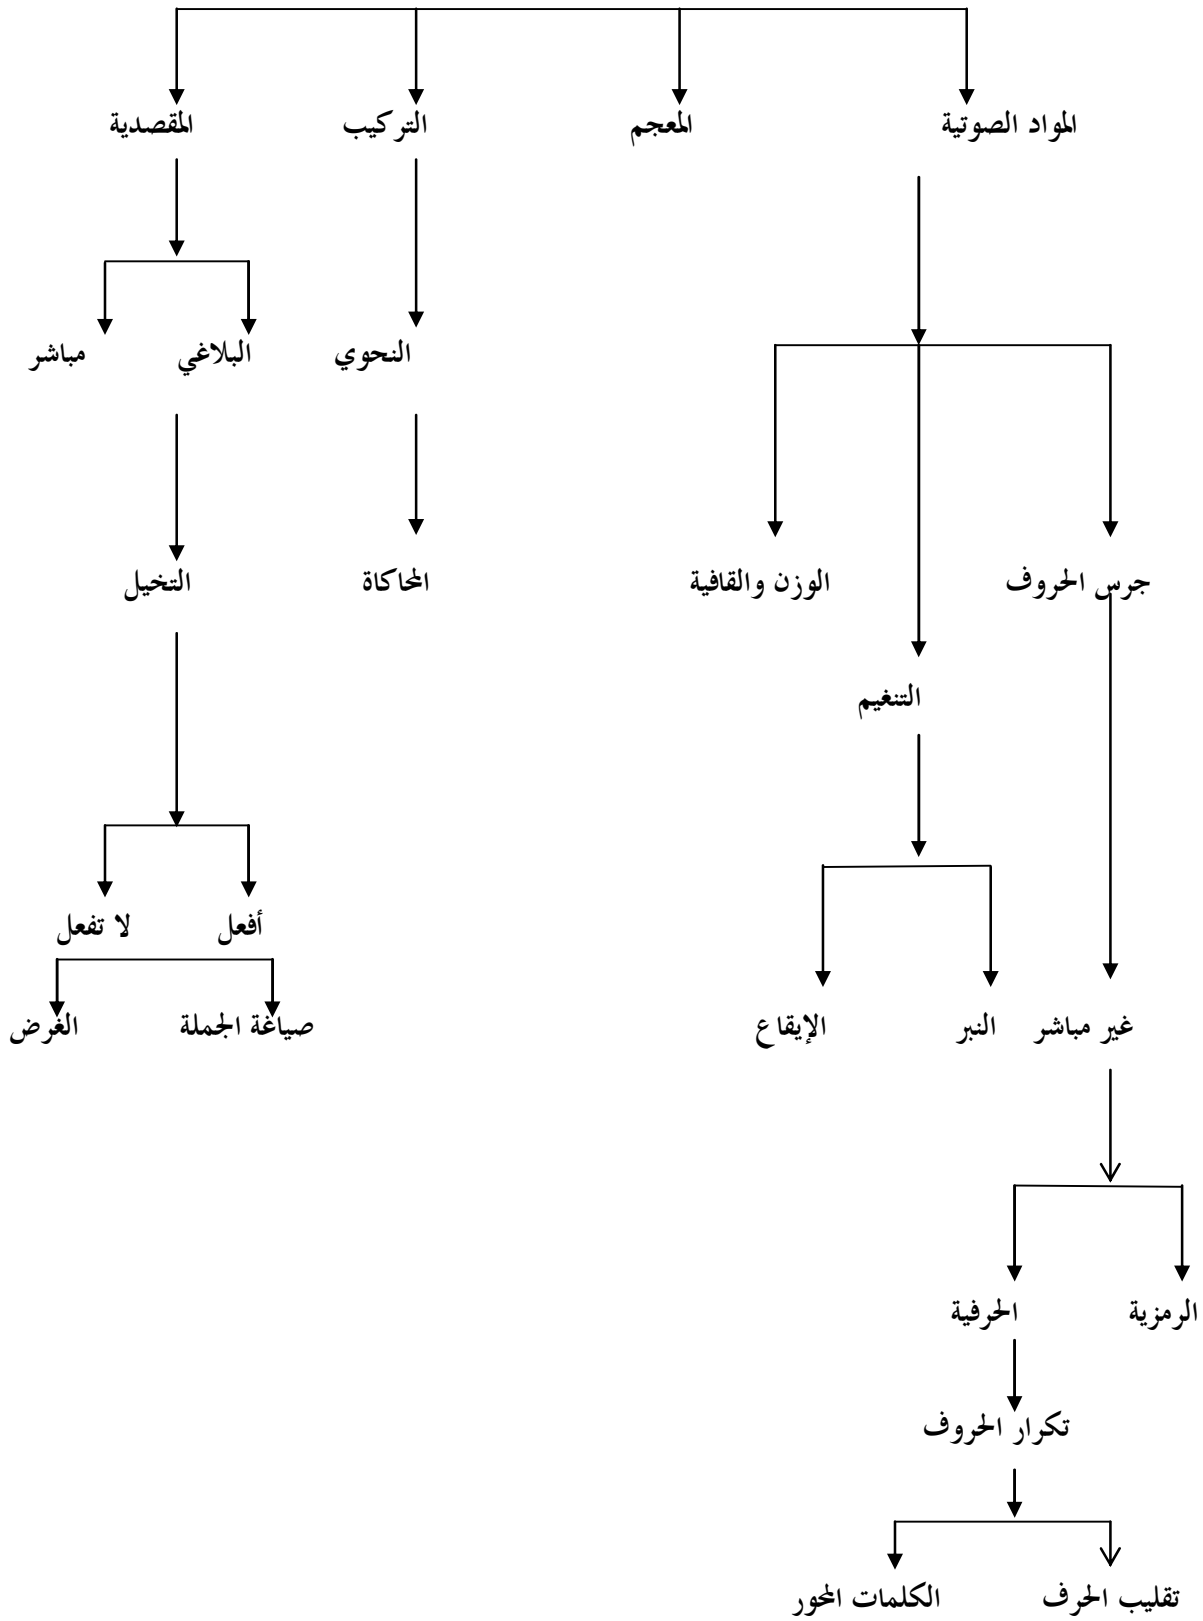 المواد الصوتية المعجم التركيب المقصدية
النحوي البلاغي مباشر
جرس الحروف الوزن والقافية المحاكاة التخيل
التنغيم
أفعل لا تفعل
غير مباشر النبر الإيقاع صياغة الجملة الغرض
الرمزية الحرفية
تكرار الحروف
تقليب الحرف الكلمات المحور